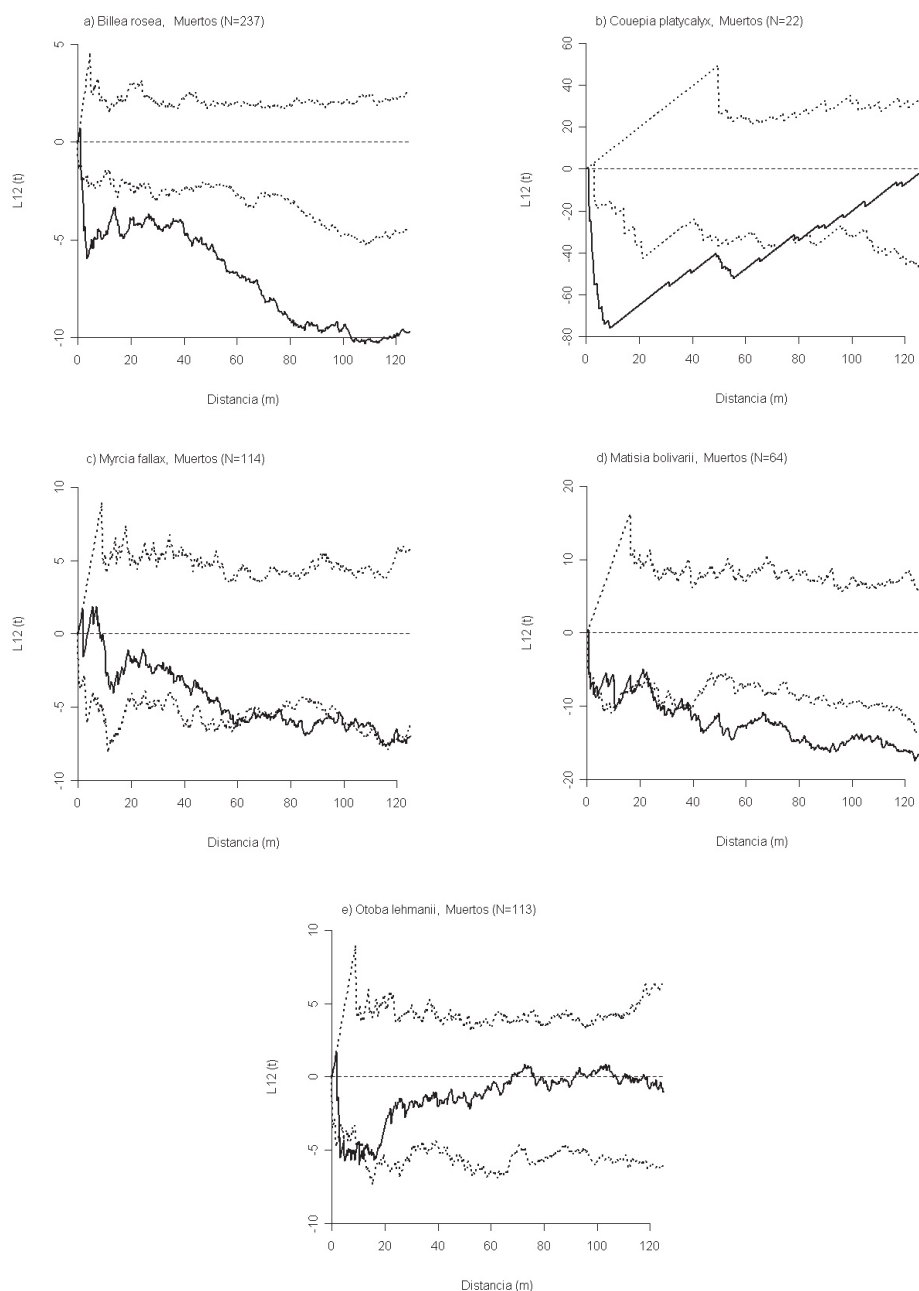 a) Billea rosea, Muertos (N=237)
L12 (t)
5
0
-5
-10
0 20 40 60 80 100 120
Distancia (m)
b) Couepia platycalyx, Muertos (N=22)
L12 (t)
60
40
20
0
-20
-40
-60
-80
0 20 40 60 80 100 120
Distancia (m)
c) Myrcia fallax, Muertos (N=114)
L12 (t)
10
5
0
-5
-10
0 20 40 60 80 100 120
Distancia (m)
d) Matisia bolivarii, Muertos (N=64)
L12 (t)
20
10
0
-10
-20
0 20 40 60 80 100 120
Distancia (m)
e) Otoba lehmanii, Muertos (N=113)
L12 (t)
10
5
0
-5
-10
0 20 40 60 80 100 120
Distancia (m)